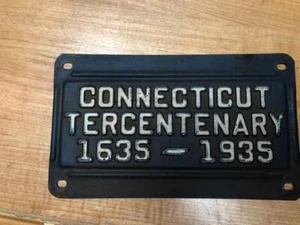 CONNECTICUT
TERCENTENARY
1635 - 1935